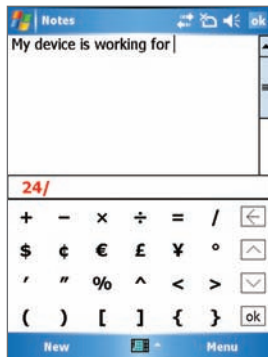 Notes
ok
My device is working for
24/
+ − × ÷ = /
$ ¢ € £ ¥ °
′ ″ % ^ < >
( ) [ ] { } ok
New Menu